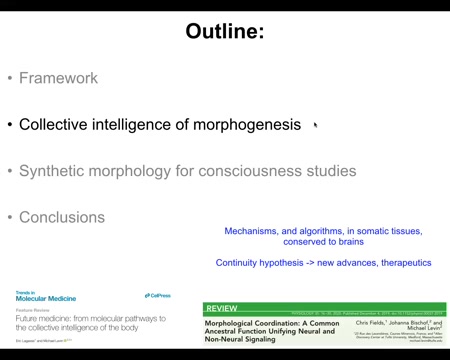 Outline:
• Framework
• Collective intelligence of morphogenesis
• Synthetic morphology for consciousness studies
• Conclusions
Mechanisms, and algorithms, in somatic tissues,
conserved to brains
Continuity hypothesis -> new advances, therapeutics
Trends in
Molecular Medicine
CelPress
Feature Review
Future medicine: from molecular pathways to
the collective intelligence of the body
Eric Lagasse and Michael Levin
REVIEW
Morphological Coordination: A Common
Ancestral Function Unifying Neural and
Non-Neural Signaling
Chris Fields, Johanna Bischof, and
Michael Levin